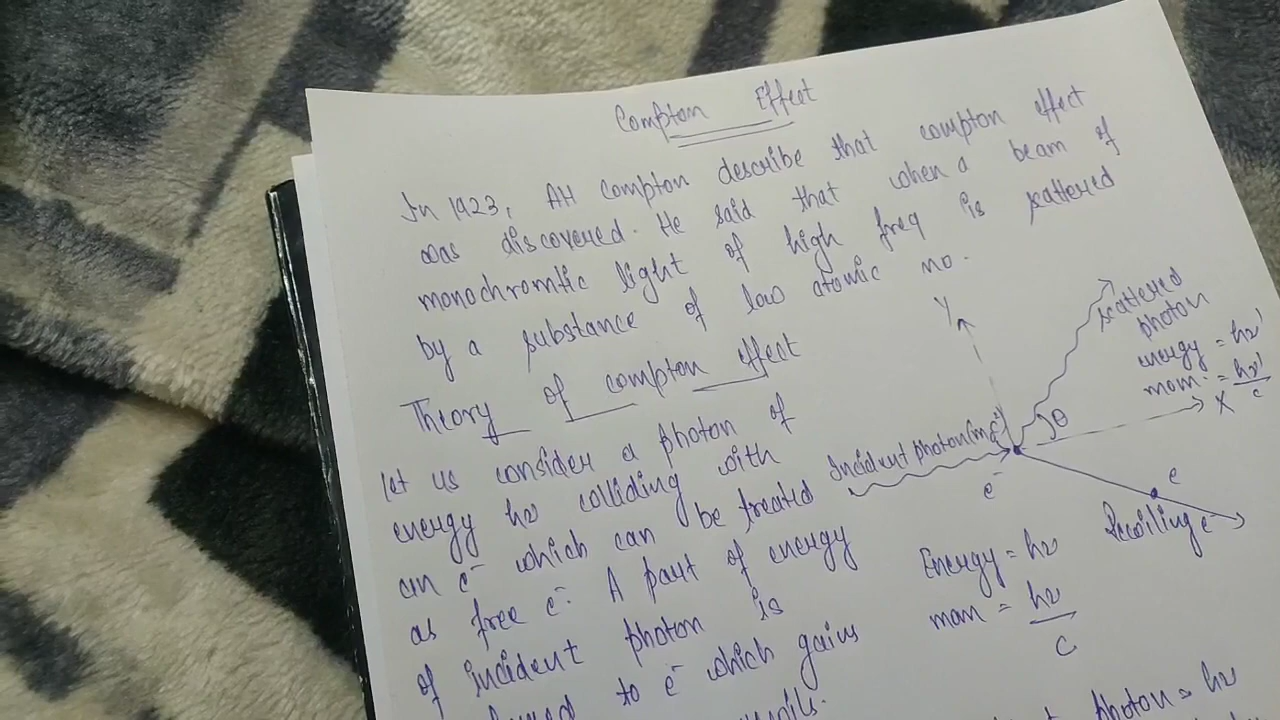 Compton Effect
In 1923, AH Compton describe that compton effect
was discovered. He said that when a beam of
monochromtic light of high freq is scattered
by a substance of low atomic no.
Theory of compton effect
let us consider a photon of
energy hν colliding with
an e⁻ which can be treated
as free e⁻. A part of energy
of incident photon is
to e⁻ which gains
Y
scattered
photon
energy = hν'
mom. = hν'/c
X
θ
Incident photon
e⁻
e
Recoiling e⁻
Energy = hν
mom = hν/c
photon = hν